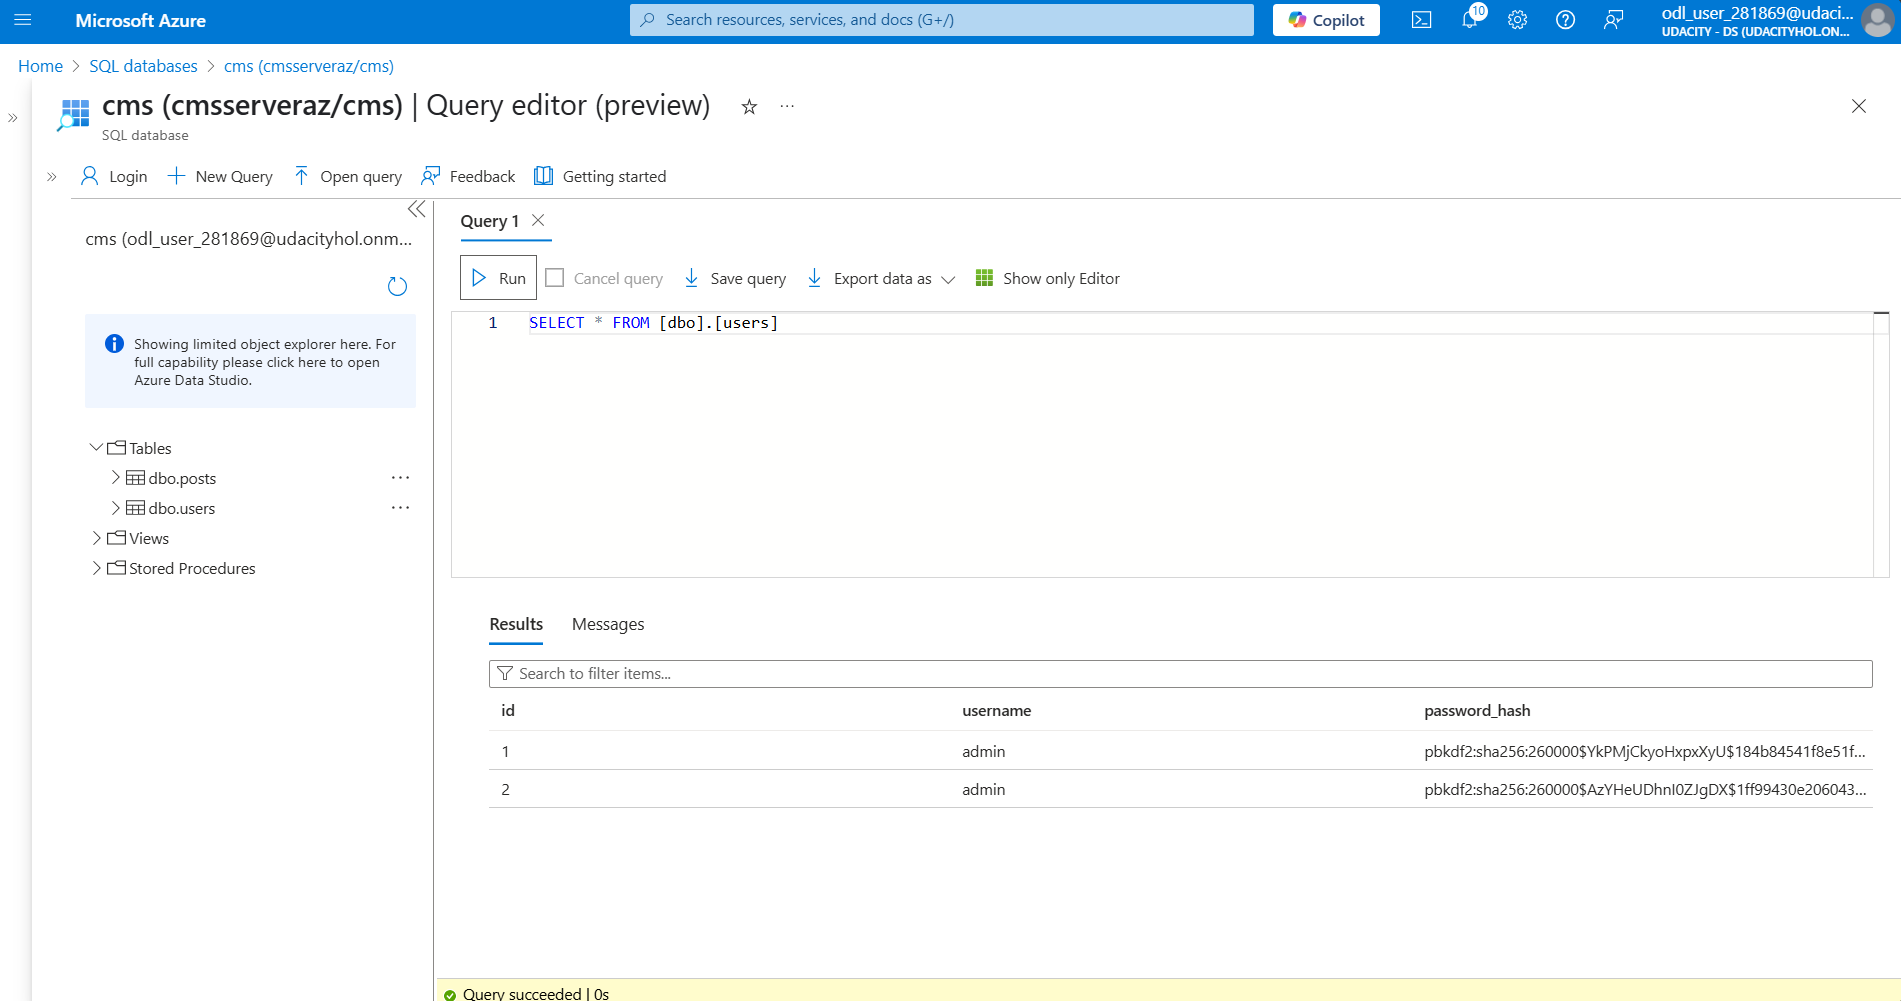 Microsoft Azure
Search resources, services, and docs (G+/)
Copilot
10
odl_user_281869@udaci...
UDACITY - DS (UDACITYHOL.ON...
Home > SQL databases > cms (cmsserveraz/cms)
cms (cmsserveraz/cms) | Query editor (preview)
SQL database
Login
New Query
Open query
Feedback
Getting started
cms (odl_user_281869@udacityhol.onm...
Showing limited object explorer here. For
full capability please click here to open
Azure Data Studio.
Tables
dbo.posts
dbo.users
Views
Stored Procedures
Query 1
Run
Cancel query
Save query
Export data as
Show only Editor
1 SELECT * FROM [dbo].[users]
Results Messages
Search to filter items...
id username password_hash
1 admin pbkdf2:sha256:260000$YkPMjCkyoHxpxXyU$184b84541f8e51f...
2 admin pbkdf2:sha256:260000$AzYHeUDhnI0ZJgDX$1ff99430e206043...
Query succeeded | 0s